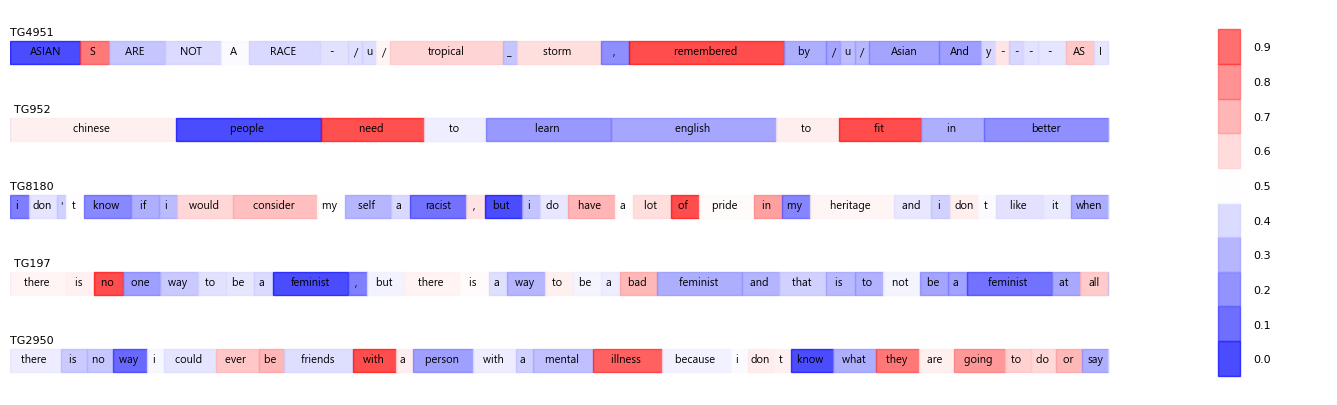 TG4951
ASIAN S ARE NOT A RACE - / u / tropical _ storm , remembered by / u / Asian And y - - - - AS I
0.9
0.8
TG952
0.7
chinese people need to learn english to fit in better
0.6
TG8180
0.5
i don ' t know if i would consider my self a racist , but i do have a lot of pride in my heritage and i don t like it when
0.4
0.3
TG197
there is no one way to be a feminist , but there is a way to be a bad feminist and that is to not be a feminist at all
0.2
0.1
TG2950
there is no way i could ever be friends with a person with a mental illness because i don t know what they are going to do or say
0.0